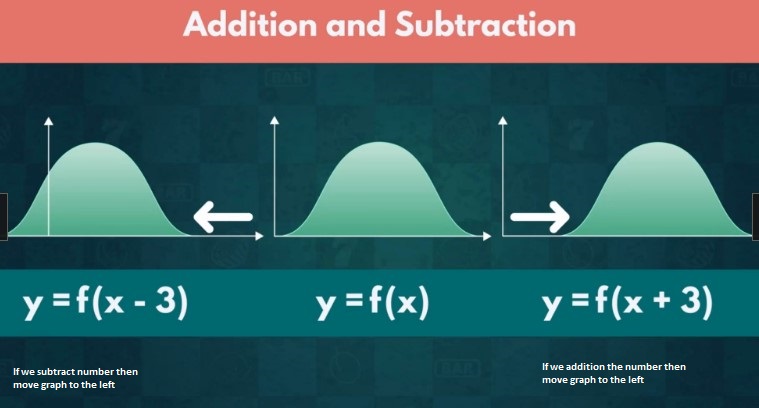 Addition and Subtraction
y = f(x - 3)
y = f(x)
y = f(x + 3)
If we subtract number then
move graph to the left
If we addition the number then
move graph to the left